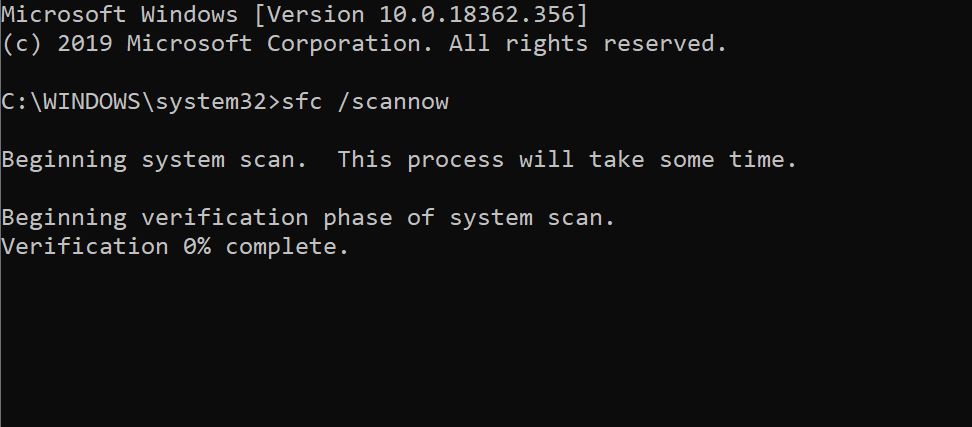 Microsoft Windows [Version 10.0.18362.356]
(c) 2019 Microsoft Corporation. All rights reserved.
C:\WINDOWS\system32>sfc /scannow
Beginning system scan.  This process will take some time.
Beginning verification phase of system scan.
Verification 0% complete.